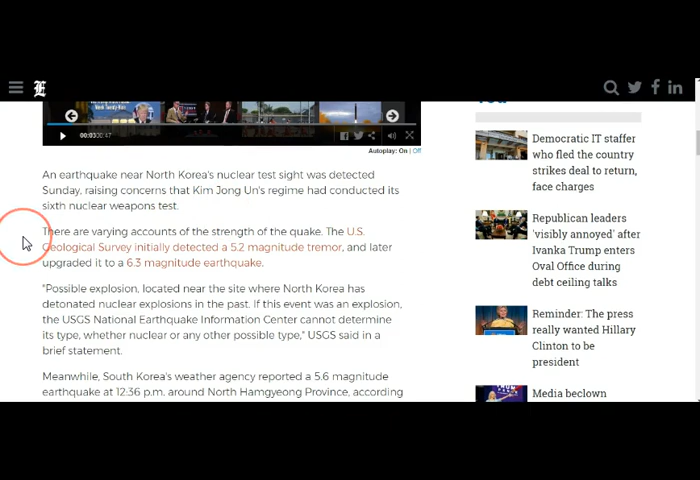 E
00:03/00:47
Autoplay: On | Off
An earthquake near North Korea's nuclear test sight was detected
Sunday, raising concerns that Kim Jong Un's regime had conducted its
sixth nuclear weapons test.
There are varying accounts of the strength of the quake. The U.S.
Geological Survey initially detected a 5.2 magnitude tremor, and later
upgraded it to a 6.3 magnitude earthquake.
"Possible explosion, located near the site where North Korea has
detonated nuclear explosions in the past. If this event was an explosion,
the USGS National Earthquake Information Center cannot determine
its type, whether nuclear or any other possible type," USGS said in a
brief statement.
Meanwhile, South Korea's weather agency reported a 5.6 magnitude
earthquake at 12:36 p.m. around North Hamgyeong Province, according
You
Democratic IT staffer
who fled the country
strikes deal to return,
face charges
Republican leaders
'visibly annoyed' after
Ivanka Trump enters
Oval Office during
debt ceiling talks
Reminder: The press
really wanted Hillary
Clinton to be
president
Media beclown